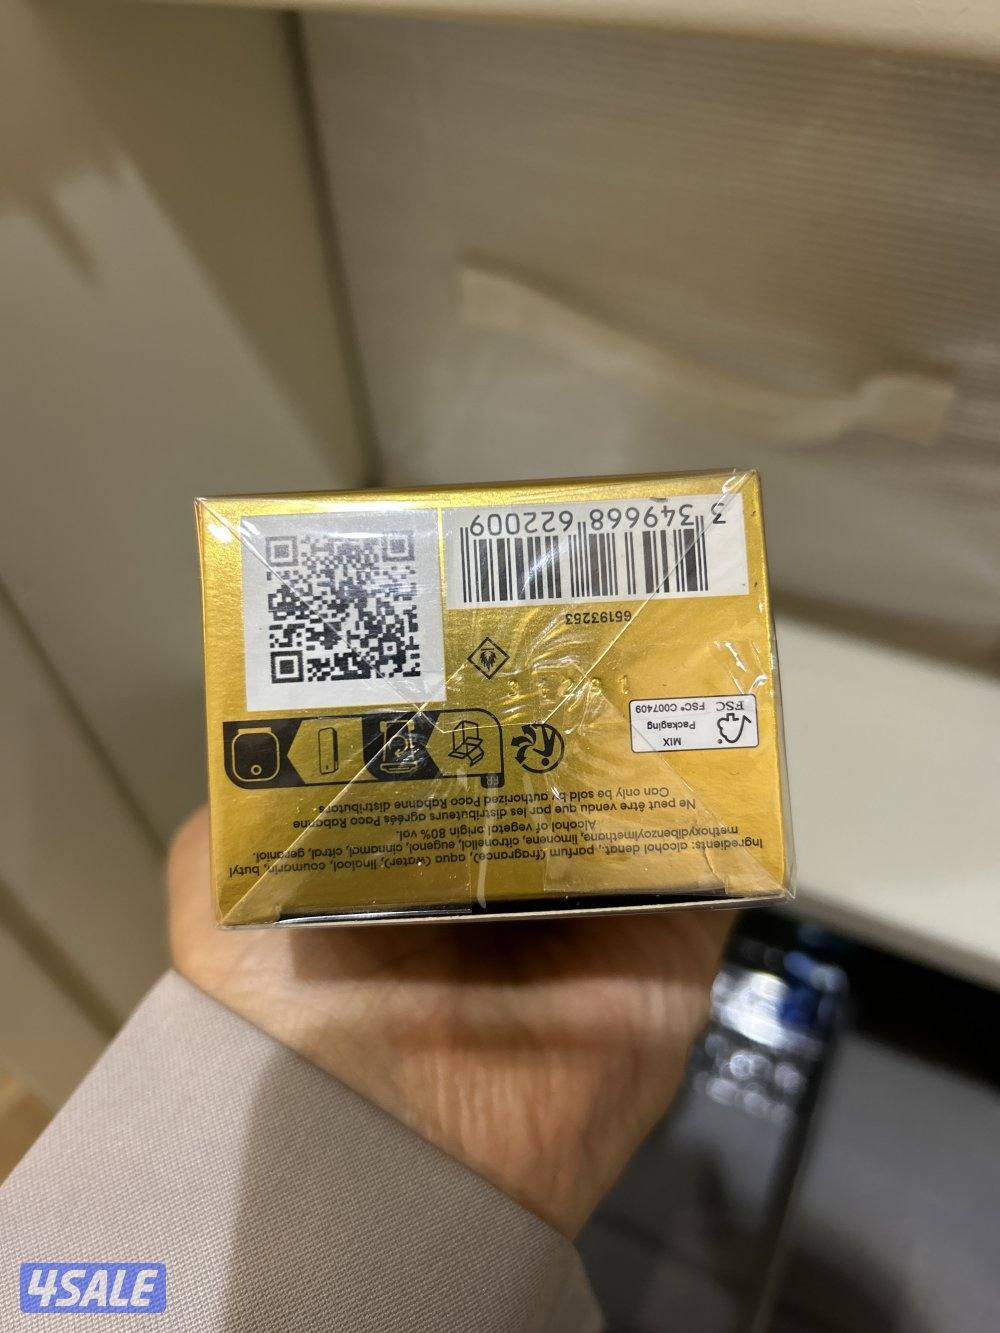 Ingredients: alcohol denat., parfum (fragrance), aqua (water), linalool, coumarin, butyl
methoxydibenzoylmethane, limonene, citronellol, eugenol, cinnamal, citral, geraniol.
Alcohol of vegetal origin 80% vol.
Ne peut être vendu que par les distributeurs agréés Paco Rabanne
Can only be sold by authorized Paco Rabanne distributors
FR
MIX
Packaging
FSC
FSC® C007409
65193253
3 349668 622009
4SALE